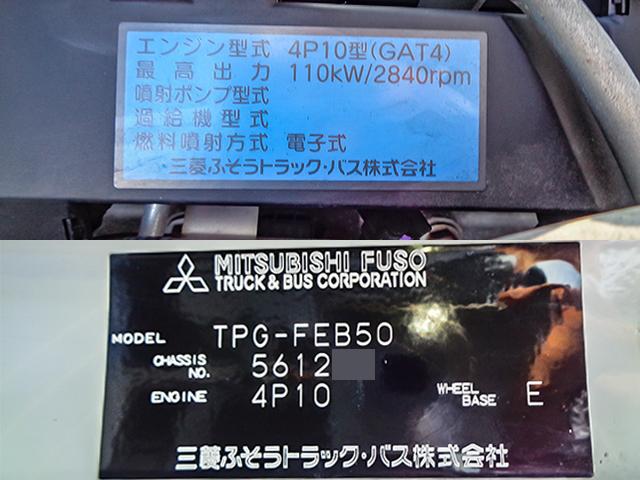 エンジン型式 4P10型(GAT4)
最高出力 110kW/2840rpm
噴射ポンプ型式
過給機型式
燃料噴射方式 電子式
三菱ふそうトラック・バス株式会社
MITSUBISHI FUSO
TRUCK & BUS CORPORATION
MODEL TPG-FEB50
CHASSIS NO. 5612
ENGINE 4P10 WHEEL BASE E
三菱ふそうトラック・バス株式会社